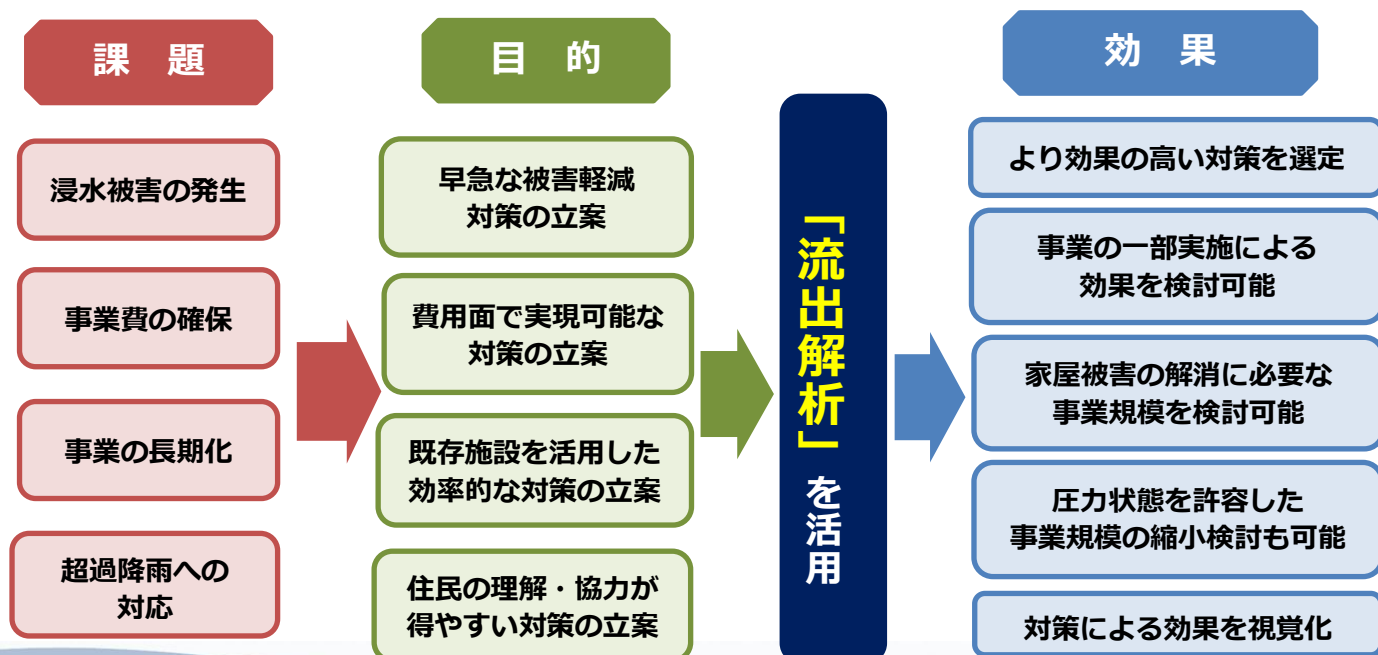 課 題
浸水被害の発生
事業費の確保
事業の長期化
超過降雨への
対応
目 的
早急な被害軽減
対策の立案
費用面で実現可能な
対策の立案
既存施設を活用した
効率的な対策の立案
住民の理解・協力が
得やすい対策の立案
「流出解析」を活用
効 果
より効果の高い対策を選定
事業の一部実施による
効果を検討可能
家屋被害の解消に必要な
事業規模を検討可能
圧力状態を許容した
事業規模の縮小検討も可能
対策による効果を視覚化